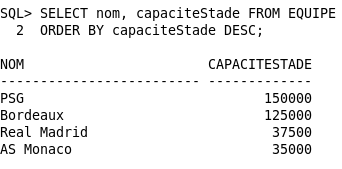 SQL> SELECT nom, capaciteStade FROM EQUIPE
2 ORDER BY capaciteStade DESC;
NOM CAPACITESTADE
------------------------- -------------
PSG 150000
Bordeaux 125000
Real Madrid 37500
AS Monaco 35000